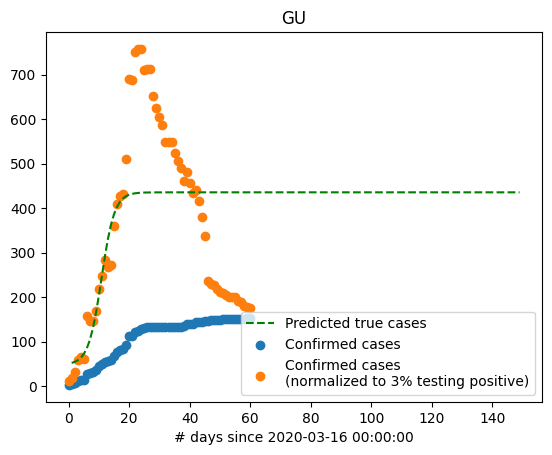 GU
700
600
500
400
300
200
100
0
Predicted true cases
Confirmed cases
Confirmed cases
(normalized to 3% testing positive)
0 20 40 60 80 100 120 140
# days since 2020-03-16 00:00:00